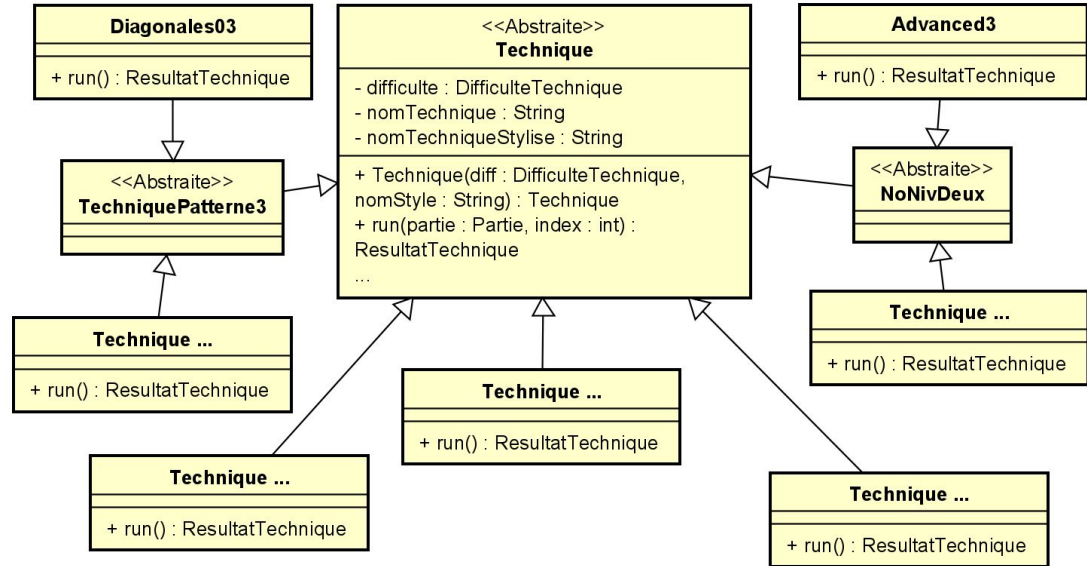 Diagonales03
+ run() : ResultatTechnique
<<Abstraite>>
Technique
- difficulte : DifficulteTechnique
- nomTechnique : String
- nomTechniqueStylise : String
+ Technique(diff : DifficulteTechnique,
nomStyle : String) : Technique
+ run(partie : Partie, index : int) :
ResultatTechnique
...
Advanced3
+ run() : ResultatTechnique
<<Abstraite>>
TechniquePatterne3
<<Abstraite>>
NoNivDeux
Technique ...
+ run() : ResultatTechnique
Technique ...
+ run() : ResultatTechnique
Technique ...
+ run() : ResultatTechnique
Technique ...
+ run() : ResultatTechnique
Technique ...
+ run() : ResultatTechnique